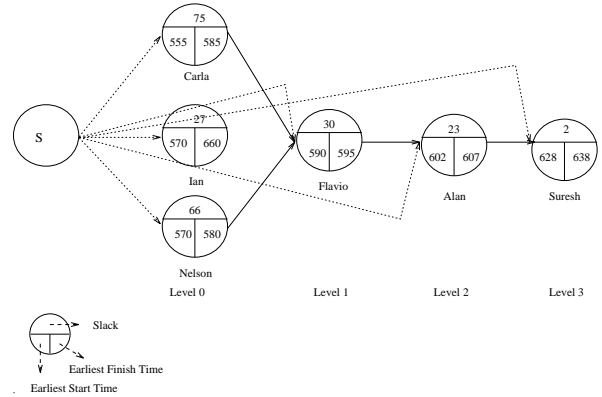 75
555 585
Carla
S
27
570 660
Ian
30
590 595
Flavio
23
602 607
Alan
2
628 638
Suresh
66
570 580
Nelson
Level 0 Level 1 Level 2 Level 3
Slack
Earliest Finish Time
Earliest Start Time